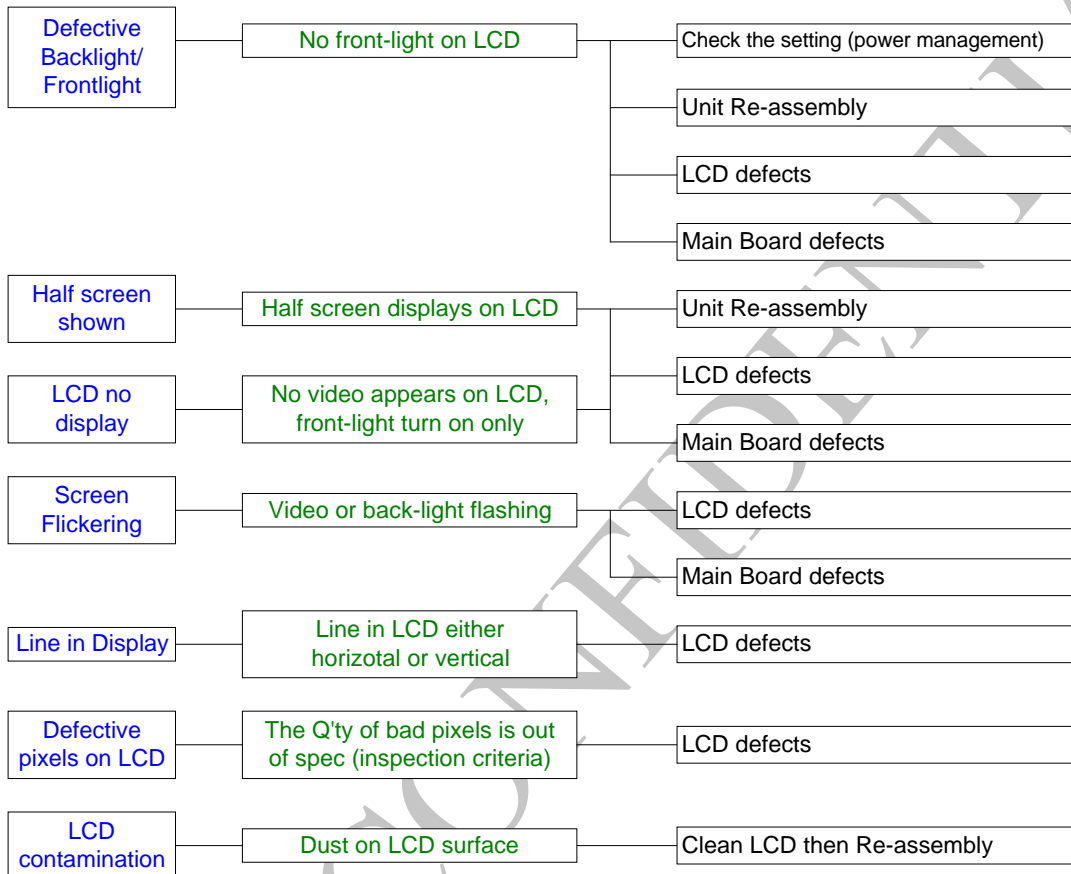 Defective
Backlight/
Frontlight
No front-light on LCD
Check the setting (power management)
Unit Re-assembly
LCD defects
Main Board defects
Half screen
shown
Half screen displays on LCD
Unit Re-assembly
LCD defects
Main Board defects
LCD no
display
No video appears on LCD,
front-light turn on only
Screen
Flickering
Video or back-light flashing
LCD defects
Main Board defects
Line in Display
Line in LCD either
horizotal or vertical
LCD defects
Defective
pixels on LCD
The Q'ty of bad pixels is out
of spec (inspection criteria)
LCD defects
LCD
contamination
Dust on LCD surface
Clean LCD then Re-assembly
CONFIDENT